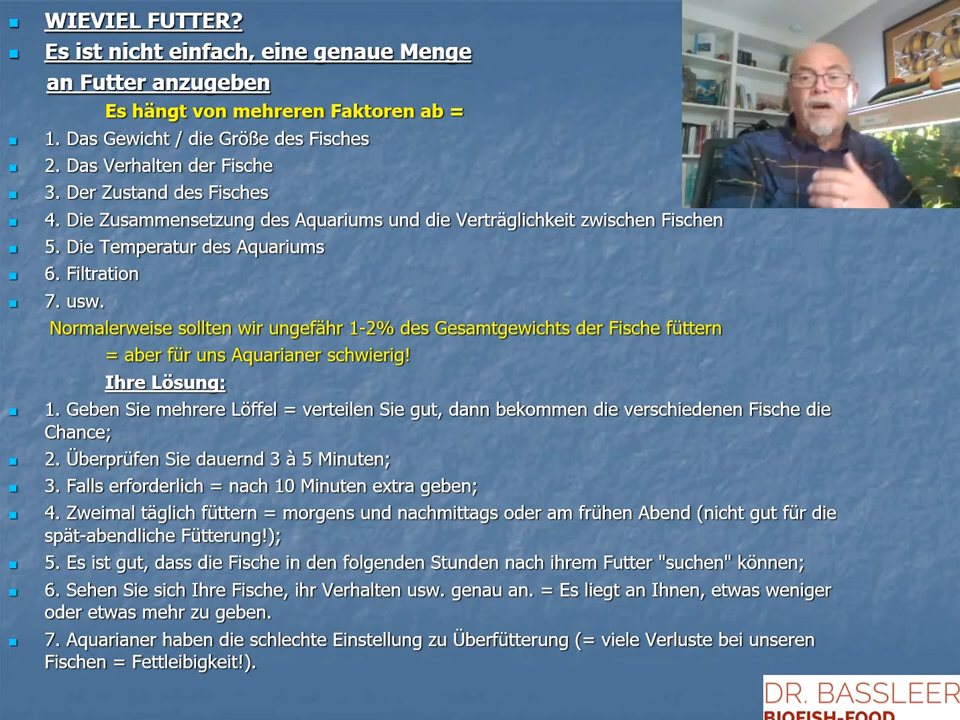 WIEVIEL FUTTER?
Es ist nicht einfach, eine genaue Menge
an Futter anzugeben
Es hängt von mehreren Faktoren ab =
1. Das Gewicht / die Größe des Fisches
2. Das Verhalten der Fische
3. Der Zustand des Fisches
4. Die Zusammensetzung des Aquariums und die Verträglichkeit zwischen Fischen
5. Die Temperatur des Aquariums
6. Filtration
7. usw.
Normalerweise sollten wir ungefähr 1-2% des Gesamtgewichts der Fische füttern
= aber für uns Aquarianer schwierig!
Ihre Lösung:
1. Geben Sie mehrere Löffel = verteilen Sie gut, dann bekommen die verschiedenen Fische die
Chance;
2. Überprüfen Sie dauernd 3 à 5 Minuten;
3. Falls erforderlich = nach 10 Minuten extra geben;
4. Zweimal täglich füttern = morgens und nachmittags oder am frühen Abend (nicht gut für die
spät-abendliche Fütterung!);
5. Es ist gut, dass die Fische in den folgenden Stunden nach ihrem Futter "suchen" können;
6. Sehen Sie sich Ihre Fische, ihr Verhalten usw. genau an. = Es liegt an Ihnen, etwas weniger
oder etwas mehr zu geben.
7. Aquarianer haben die schlechte Einstellung zu Überfütterung (= viele Verluste bei unseren
Fischen = Fettleibigkeit!).
DR. BASSLEER
BIOFISH-FOOD